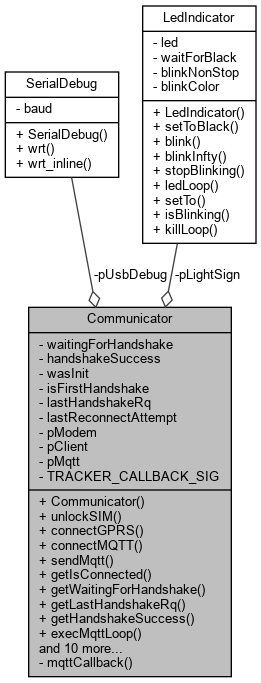 LedIndicator
- led
- waitForBlack
- blinkNonStop
- blinkColor
+ LedIndicator()
+ setToBlack()
+ blink()
+ blinkInfty()
+ stopBlinking()
+ ledLoop()
+ setTo()
+ isBlinking()
+ killLoop()
SerialDebug
- baud
+ SerialDebug()
+ wrt()
+ wrt_inline()
-pUsbDebug
-pLightSign
Communicator
- waitingForHandshake
- handshakeSuccess
- wasInit
- isFirstHandshake
- lastHandshakeRq
- lastReconnectAttempt
- pModem
- pClient
- pMqtt
- TRACKER_CALLBACK_SIG
+ Communicator()
+ unlockSIM()
+ connectGPRS()
+ connectMQTT()
+ sendMqtt()
+ getIsConnected()
+ getWaitingForHandshake()
+ getLastHandshakeRq()
+ getHandshakeSuccess()
+ execMqttLoop()
and 10 more...
- mqttCallback()